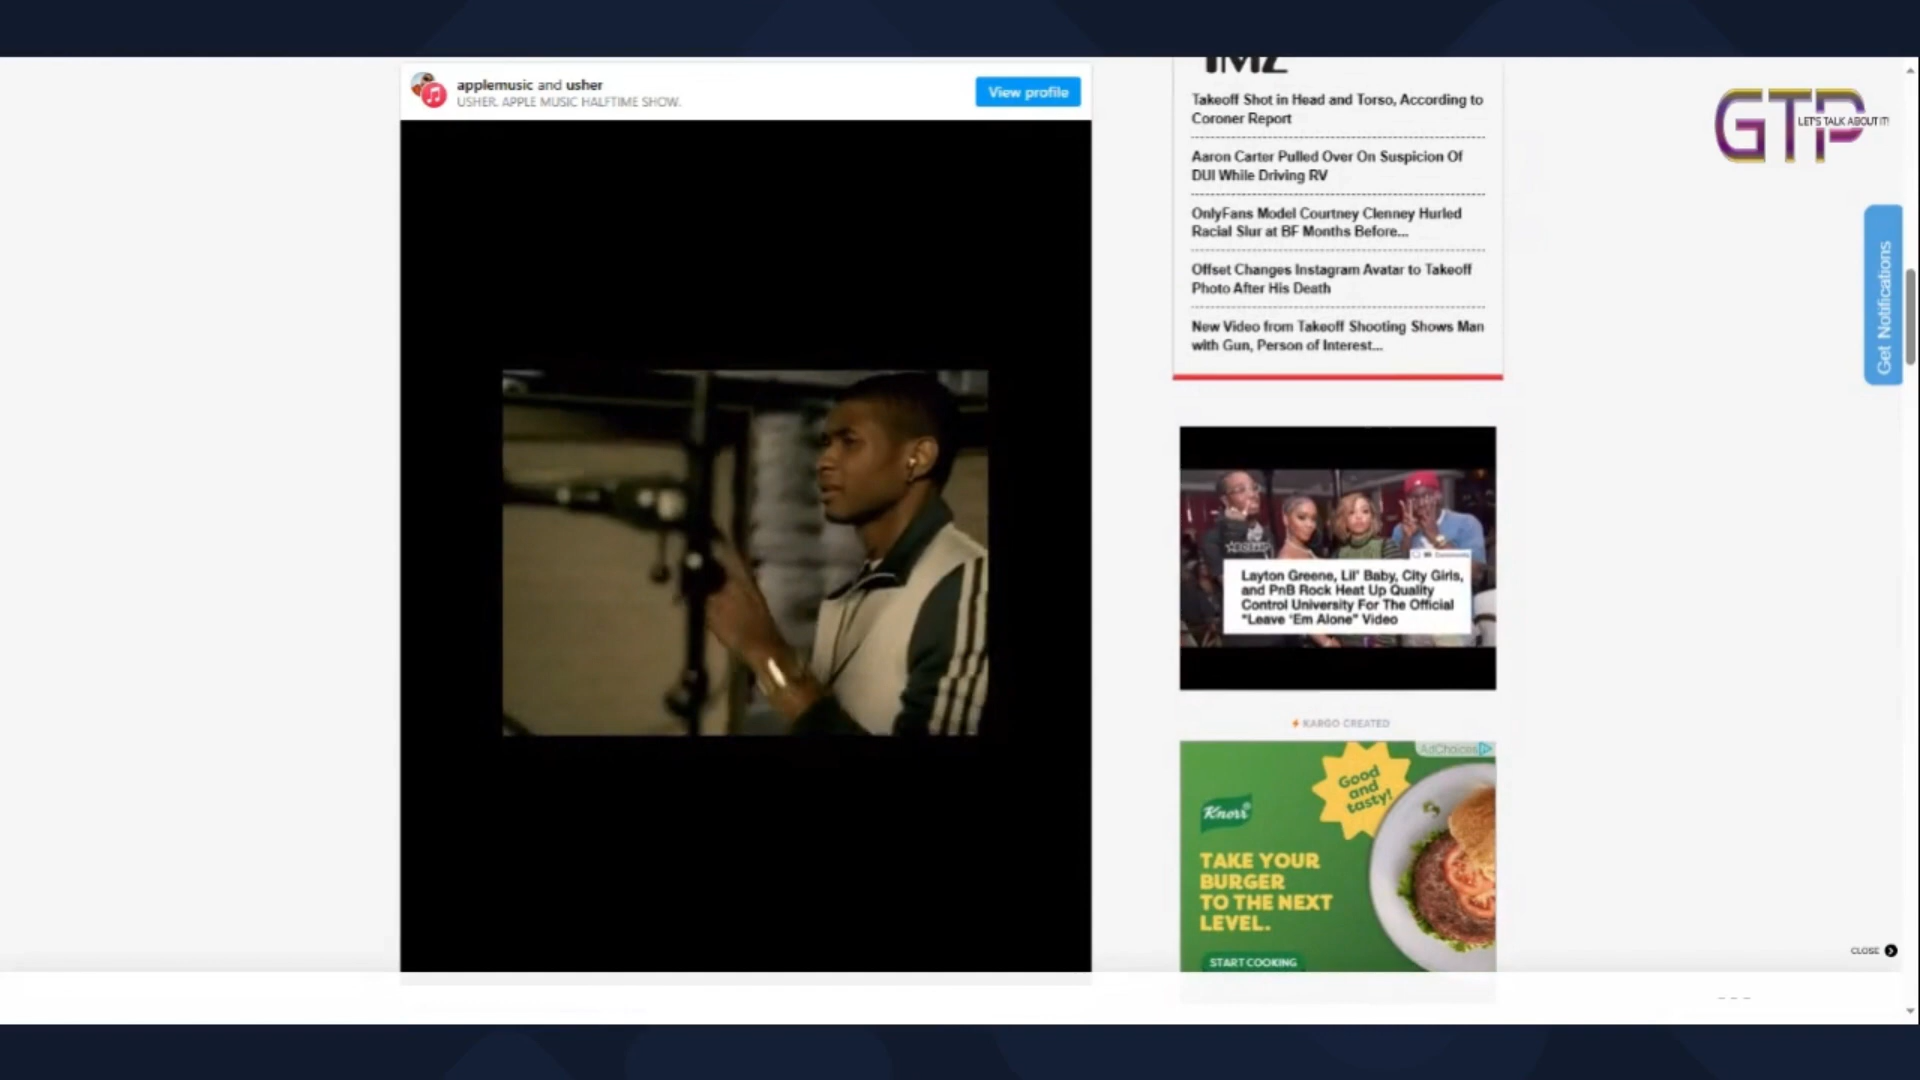 applemusic and usher
USHER. APPLE MUSIC HALFTIME SHOW.
View profile
TMZ
Takeoff Shot in Head and Torso, According to
Coroner Report
Aaron Carter Pulled Over On Suspicion Of
DUI While Driving RV
OnlyFans Model Courtney Clenney Hurled
Racial Slur at BF Months Before...
Offset Changes Instagram Avatar to Takeoff
Photo After His Death
New Video from Takeoff Shooting Shows Man
with Gun, Person of Interest...
GTP
LET'S TALK ABOUT IT!
Get Notifications
Comments
Layton Greene, Lil' Baby, City Girls,
and PnB Rock Heat Up Quality
Control University For The Official
"Leave 'Em Alone" Video
KARGO CREATED
AdChoices
Good
and
tasty!
Knorr
TAKE YOUR
BURGER
TO THE NEXT
LEVEL.
START COOKING
CLOSE